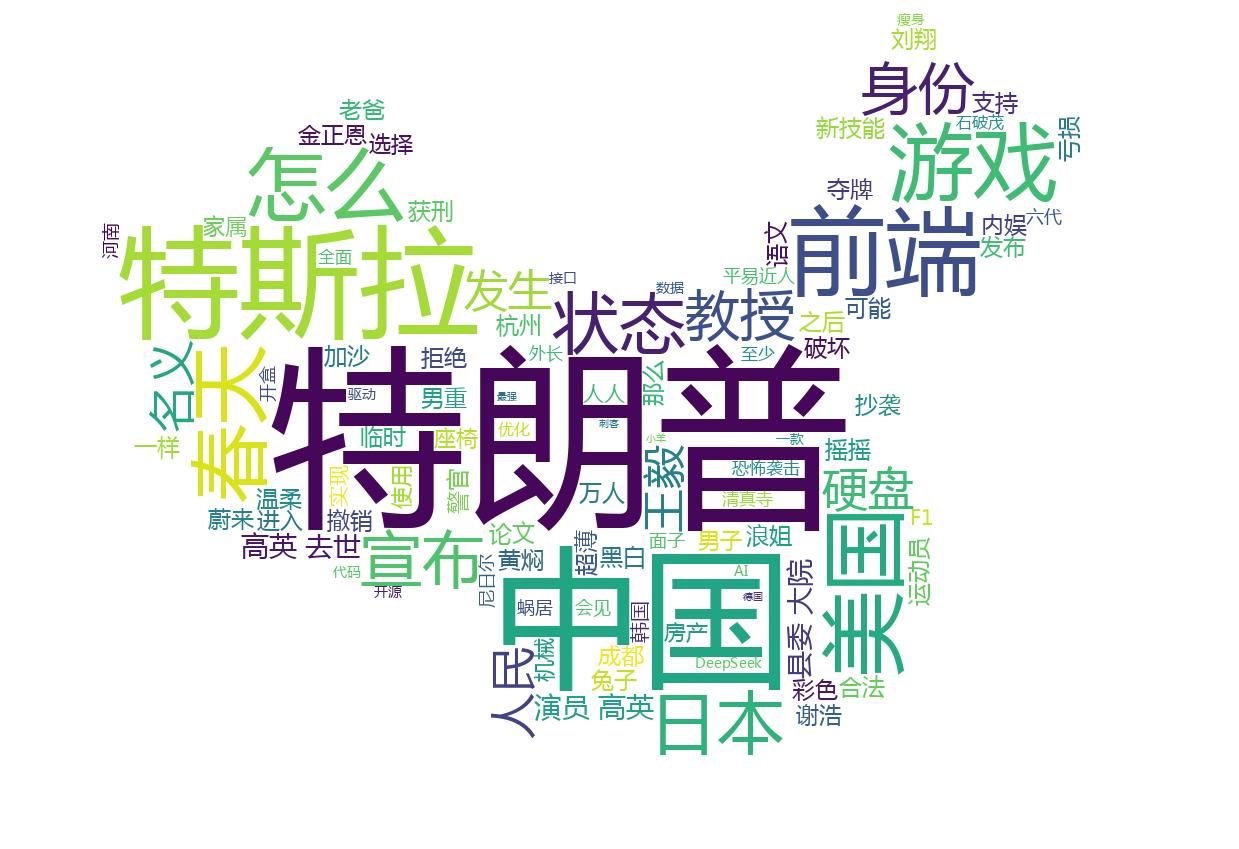 瘦身
刘翔
身份
支持
老爸
石破茂
新技能
游戏
亏损
金正恩
选择
怎么
夺牌
获刑
前端
内娱
六代
家属
河南
语文
发布
特斯拉
全面
发生
接口
平易近人
数据
杭州
状态
教授
可能
之后
破坏
名义
春天
加沙
拒绝
外长
至少
特朗普
开盒
驱动
男重
最强
人人
那么
抄袭
一样
临时
座椅
优化
刺客
小羊
一款
摇摇
实现
使用
警官
王毅
恐怖袭击
硬盘
温柔
万人
清真寺
蔚来
进入
撤销
美国
F1
高英
去世
宣布
论文
超薄
面子
男子
浪姐
代码
开源
尼日尔
黄焖
黑白
中国
AI
大院
运动员
蜗居
会见
韩国
德国
房产
县委
人民
机械
成都
DeepSeek
兔子
彩色
合法
演员
高英
日本
谢浩